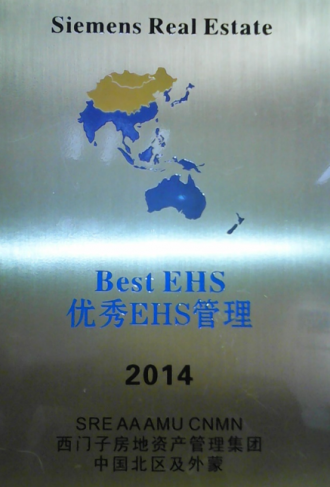 Siemens Real Estate
Best EHS
优秀EHS管理
2014
SRE AA AMU CNMN
西门子房地资产管理集团
中国北区及外蒙